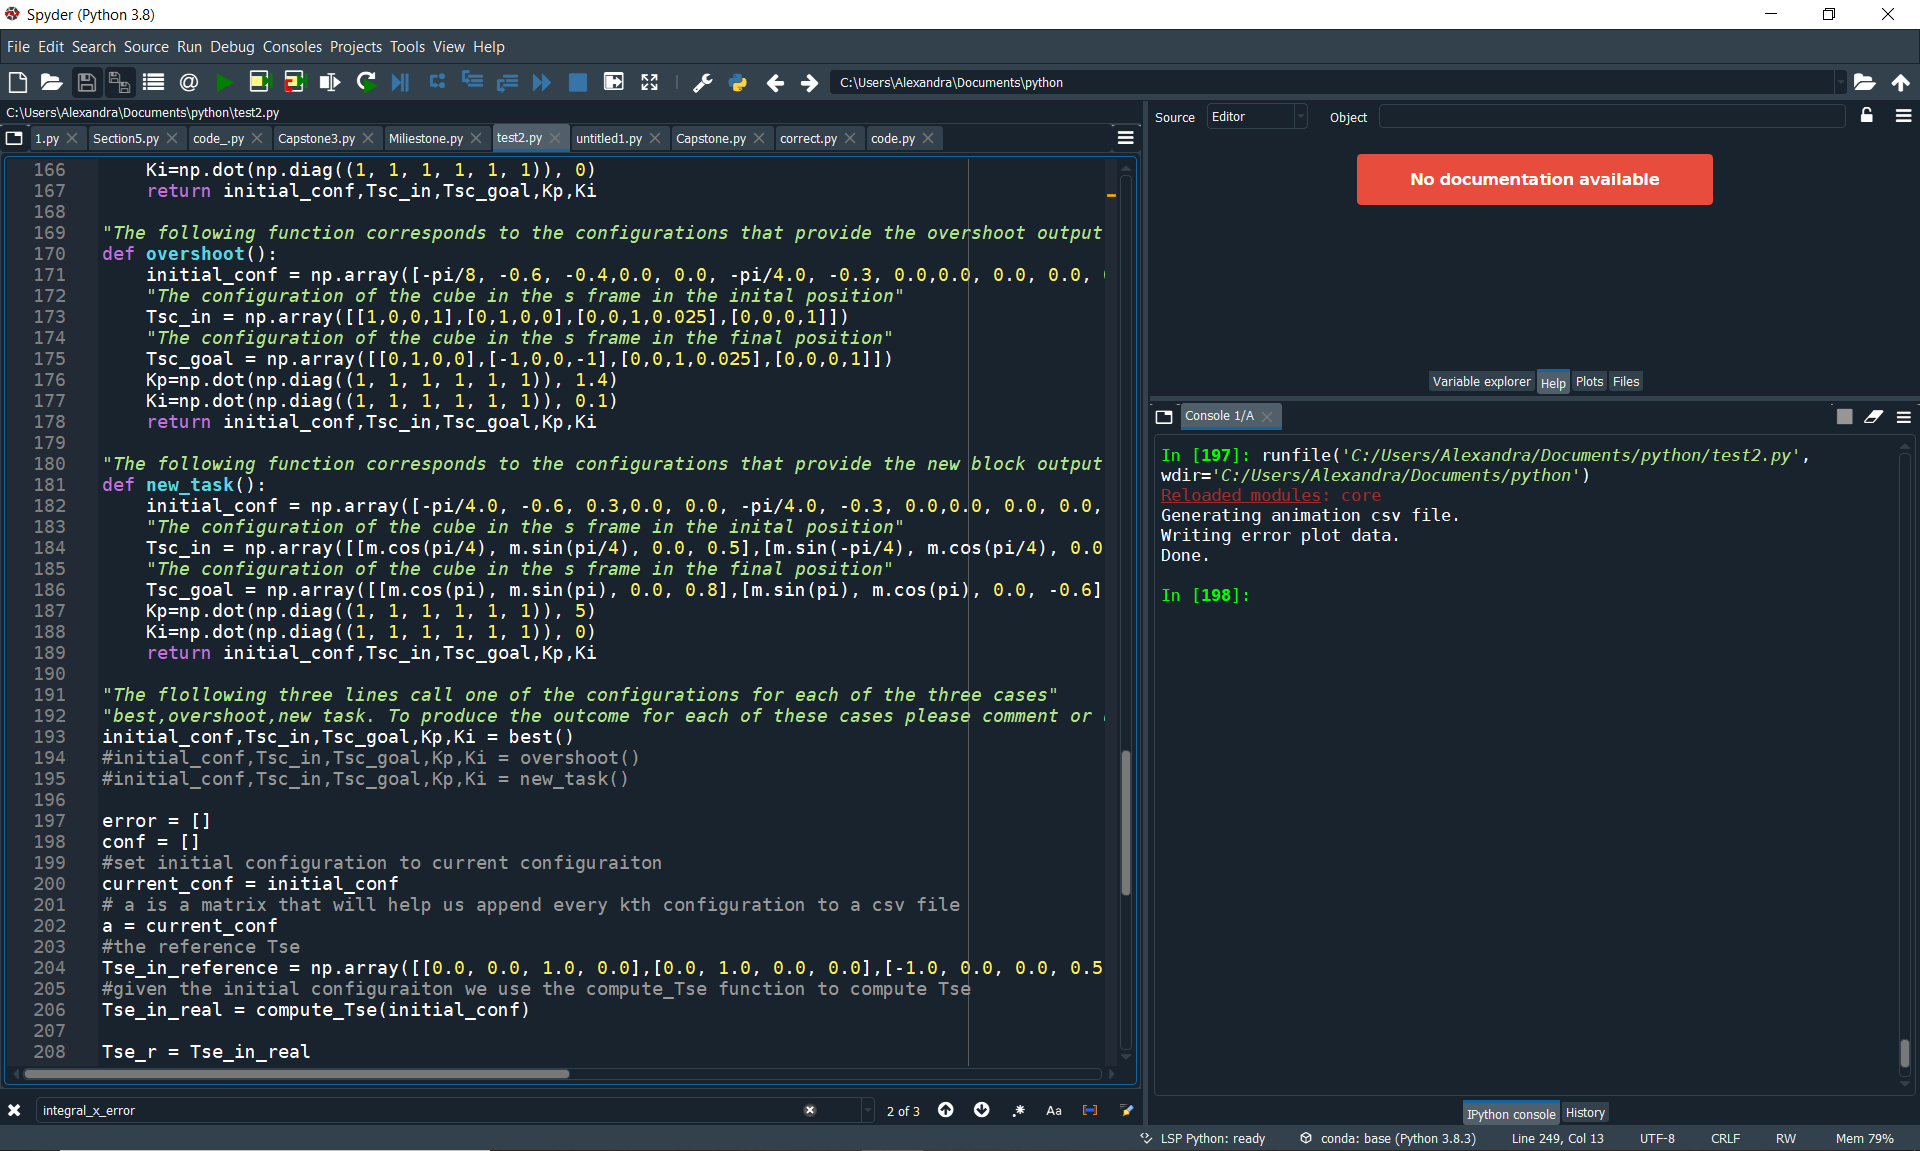 Spyder (Python 3.8)
File Edit Search Source Run Debug Consoles Projects Tools View Help
C:\Users\Alexandra\Documents\python
C:\Users\Alexandra\Documents\python\test2.py
1.py Section5.py code_.py Capstone3.py Miliestone.py test2.py untitled1.py Capstone.py correct.py code.py
166 Ki=np.dot(np.diag((1, 1, 1, 1, 1, 1)), 0)
167 return initial_conf,Tsc_in,Tsc_goal,Kp,Ki
168
169 "The following function corresponds to the configurations that provide the overshoot output
170 def overshoot():
171 initial_conf = np.array([-pi/8, -0.6, -0.4,0.0, 0.0, -pi/4.0, -0.3, 0.0,0.0, 0.0, 0.0,
172 "The configuration of the cube in the s frame in the inital position"
173 Tsc_in = np.array([[1,0,0,1],[0,1,0,0],[0,0,1,0.025],[0,0,0,1]])
174 "The configuration of the cube in the s frame in the final position"
175 Tsc_goal = np.array([[0,1,0,0],[-1,0,0,-1],[0,0,1,0.025],[0,0,0,1]])
176 Kp=np.dot(np.diag((1, 1, 1, 1, 1, 1)), 1.4)
177 Ki=np.dot(np.diag((1, 1, 1, 1, 1, 1)), 0.1)
178 return initial_conf,Tsc_in,Tsc_goal,Kp,Ki
179
180 "The following function corresponds to the configurations that provide the new block output
181 def new_task():
182 initial_conf = np.array([-pi/4.0, -0.6, 0.3,0.0, 0.0, -pi/4.0, -0.3, 0.0,0.0, 0.0, 0.0,
183 "The configuration of the cube in the s frame in the inital position"
184 Tsc_in = np.array([[m.cos(pi/4), m.sin(pi/4), 0.0, 0.5],[m.sin(-pi/4), m.cos(pi/4), 0.0
185 "The configuration of the cube in the s frame in the final position"
186 Tsc_goal = np.array([[m.cos(pi), m.sin(pi), 0.0, 0.8],[m.sin(pi), m.cos(pi), 0.0, -0.6]
187 Kp=np.dot(np.diag((1, 1, 1, 1, 1, 1)), 5)
188 Ki=np.dot(np.diag((1, 1, 1, 1, 1, 1)), 0)
189 return initial_conf,Tsc_in,Tsc_goal,Kp,Ki
190
191 "The flollowing three lines call one of the configurations for each of the three cases"
192 "best,overshoot,new task. To produce the outcome for each of these cases please comment or
193 initial_conf,Tsc_in,Tsc_goal,Kp,Ki = best()
194 #initial_conf,Tsc_in,Tsc_goal,Kp,Ki = overshoot()
195 #initial_conf,Tsc_in,Tsc_goal,Kp,Ki = new_task()
196
197 error = []
198 conf = []
199 #set initial configuration to current configuraiton
200 current_conf = initial_conf
201 # a is a matrix that will help us append every kth configuration to a csv file
202 a = current_conf
203 #the reference Tse
204 Tse_in_reference = np.array([[0.0, 0.0, 1.0, 0.0],[0.0, 1.0, 0.0, 0.0],[-1.0, 0.0, 0.0, 0.5
205 #given the initial configuraiton we use the compute_Tse function to compute Tse
206 Tse_in_real = compute_Tse(initial_conf)
207
208 Tse_r = Tse_in_real
integral_x_error 2 of 3 .* Aa
Source Editor Object
No documentation available
Variable explorer Help Plots Files
Console 1/A
In [197]: runfile('C:/Users/Alexandra/Documents/python/test2.py',
wdir='C:/Users/Alexandra/Documents/python')
Reloaded modules: core
Generating animation csv file.
Writing error plot data.
Done.
In [198]:
IPython console History
LSP Python: ready conda: base (Python 3.8.3) Line 249, Col 13 UTF-8 CRLF RW Mem 79%